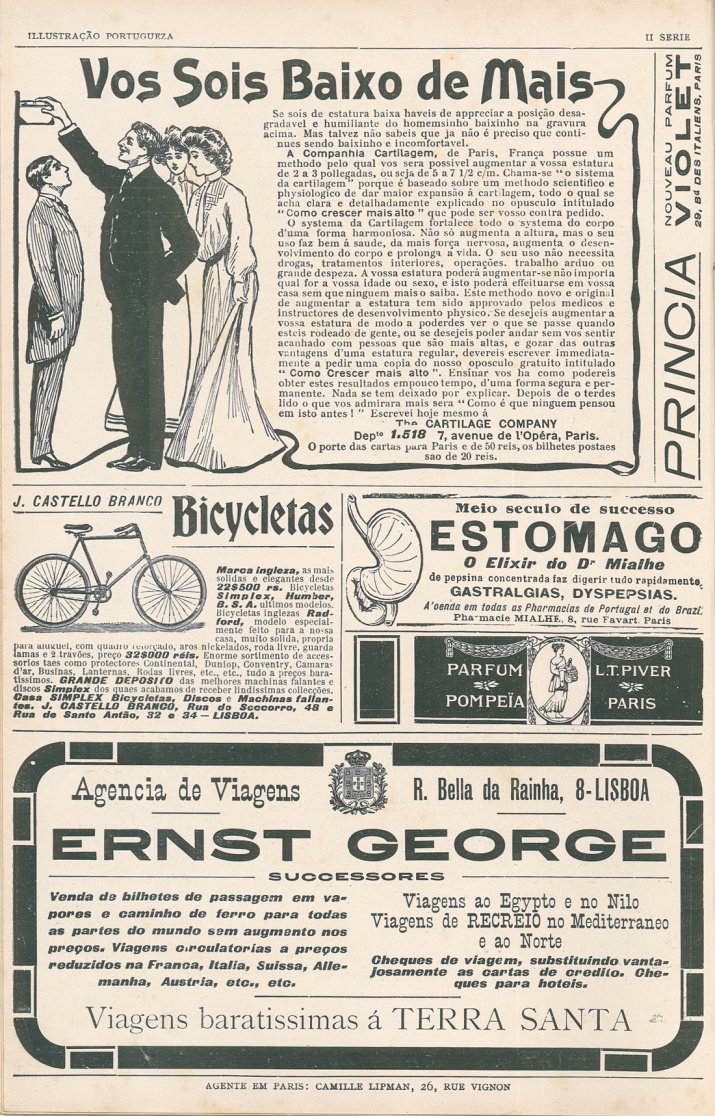 ILLUSTRAÇÃO PORTUGUEZA
II SERIE
Vos Sois Baixo de Mais
Se sois de estatura baixa haveis de appreciar a posição desa-
gradavel e humiliante do homemsinho baixinho na gravura
acima. Mas talvez não sabeis que ja não é preciso que conti-
nues sendo baixinho e incomfortavel.
A Companhia Cartilagem, de Paris, França possue um
methodo pelo qual vos sera possivel augmentar a vossa estatura
de 2 a 3 pollegadas, ou seja de 5 a 7 1/2 c/m. Chama-se "o sistema
da cartilagem" porque é baseado sobre um methodo scientifico e
physiologico de dar maior expansão á cartilagem, todo o qual se
acha clara e detalhadamente explicado no opusculo intitulado
"Como crescer mais alto" que pode ser vosso contra pedido.
O systema da Cartilagem fortalece todo o systema do corpo
d'uma forma harmoniosa. Não só augmenta a altura, mas o seu
uso faz bem á saude, da mais força nervosa, augmenta o desen-
volvimento do corpo e prolonga a vida. O seu uso não necessita
drogas, tratamentos interiores, operações, trabalho arduo ou
grande despeza. A vossa estatura poderá augmentar-se não importa
qual for a vossa idade ou sexo, e isto poderá effeituarse em vossa
casa sem que ninguem mais o saiba. Este methodo novo e original
de augmentar a estatura tem sido approvado pelos medicos e
instructores de desenvolvimento physico. Se desejais augmentar a
vossa estatura de modo a poderdes ver o que se passe quando
esteis rodeado de gente, ou se desejeis poder andar sem vos sentir
acanhado com pessoas que são mais altas, e gozar das outras
vantagens d'uma estatura regular, devereis escrever immediata-
mente a pedir uma copia do nosso opusculo gratuito intitulado
"Como Crescer mais alto". Ensinar vos ha como podereis
obter estes resultados empouco tempo, d'uma forma segura e per-
manente. Nada se tem deixado por explicar. Depois de o terdes
lido o que vos admirara mais sera "Como é que ninguem pensou
em isto antes!" Escrevei hoje mesmo á
The CARTILAGE COMPANY
Depto 1.518 7, avenue de l'Opéra, Paris.
O porte das cartas para Paris e de 50 reis, os bilhetes postaes
sao de 20 reis.
PRINCIA
NOUVEAU PARFUM
VIOLET
29, Bd DES ITALIENS, PARIS
J. CASTELLO BRANCO
Bicycletas
Marca ingleza, as mais
solidas e elegantes desde
22$500 rs. Bicycletas
Simplex, Humber,
B. S. A. ultimos modelos.
Bicycletas inglezas Rad-
ford, modelo especial-
mente feito para a nossa
casa, muito solida, propria
para aluguel, com quadro reforçado, aros nickelados, roda livre, guarda
lamas e 2 travões, preço 32$000 réis. Enorme sortimento de acces-
sorios taes como protectores Continental, Dunlop, Conventry, Camaras
d'ar, Businas, Lanternas, Rodas livres, etc., etc., tudo a preços bara-
tissimos. GRANDE DEPOSITO das melhores machinas falantes e
discos Simplex dos quaes acabamos de receber lindissimas collecções.
Casa SIMPLEX Bicycletas, Discos e Machinas fallan-
tes. J. CASTELLO BRANCO, Rua do Soccorro, 48 e
Rua de Santo Antão, 32 e 34 — LISBOA.
Meio seculo de successo
ESTOMAGO
O Elixir do Dr Mialhe
de pepsina concentrada faz digerir tudo rapidamente,
GASTRALGIAS, DYSPEPSIAS.
A'venda em todas as Pharmacias de Portugal et do Brazil
Pharmacie MIALHE, 8, rue Favart, Paris
PARFUM
POMPEÏA
L.T. PIVER
PARIS
Agencia de Viagens
R. Bella da Rainha, 8-LISBOA
ERNST GEORGE
SUCCESSORES
Venda de bilhetes de passagem em va-
pores e caminho de ferro para todas
as partes do mundo sem augmento nos
preços. Viagens circulatorias a preços
reduzidos na Franca, Italia, Suissa, Alle-
manha, Austria, etc., etc.
Viagens ao Egypto e no Nilo
Viagens de RECREIO no Mediterraneo
e ao Norte
Cheques de viagem, substituindo vanta-
josamente as cartas de credito. Che-
ques para hoteis.
Viagens baratissimas á TERRA SANTA
AGENTE EM PARIS: CAMILLE LIPMAN, 26, RUE VIGNON